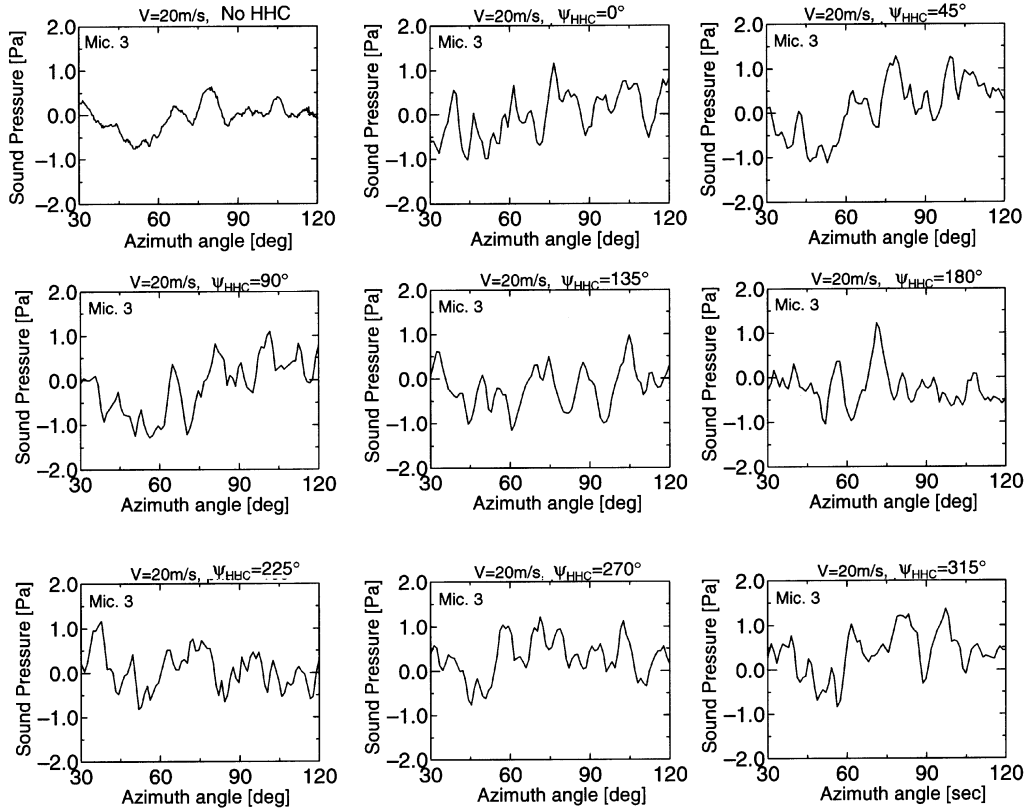 V=20m/s, No HHC
2.0
1.0
0.0
−1.0
−2.0
Sound Pressure [Pa]
Mic. 3
30 60 90 120
Azimuth angle [deg]
V=20m/s, ΨHHC=0°
2.0
1.0
0.0
−1.0
−2.0
Sound Pressure [Pa]
Mic. 3
30 60 90 120
Azimuth angle [deg]
V=20m/s, ΨHHC=45°
2.0
1.0
0.0
−1.0
−2.0
Sound Pressure [Pa]
Mic. 3
30 60 90 120
Azimuth angle [deg]
V=20m/s, ΨHHC=90°
2.0
1.0
0.0
−1.0
−2.0
Sound Pressure [Pa]
Mic. 3
30 60 90 120
Azimuth angle [deg]
V=20m/s, ΨHHC=135°
2.0
1.0
0.0
−1.0
−2.0
Sound Pressure [Pa]
Mic. 3
30 60 90 120
Azimuth angle [deg]
V=20m/s, ΨHHC=180°
2.0
1.0
0.0
−1.0
−2.0
Sound Pressure [Pa]
Mic. 3
30 60 90 120
Azimuth angle [deg]
V=20m/s, ΨHHC=225°
2.0
1.0
0.0
−1.0
−2.0
Sound Pressure [Pa]
Mic. 3
30 60 90 120
Azimuth angle [deg]
V=20m/s, ΨHHC=270°
2.0
1.0
0.0
−1.0
−2.0
Sound Pressure [Pa]
Mic. 3
30 60 90 120
Azimuth angle [deg]
V=20m/s, ΨHHC=315°
2.0
1.0
0.0
−1.0
−2.0
Sound Pressure [Pa]
Mic. 3
30 60 90 120
Azimuth angle [sec]